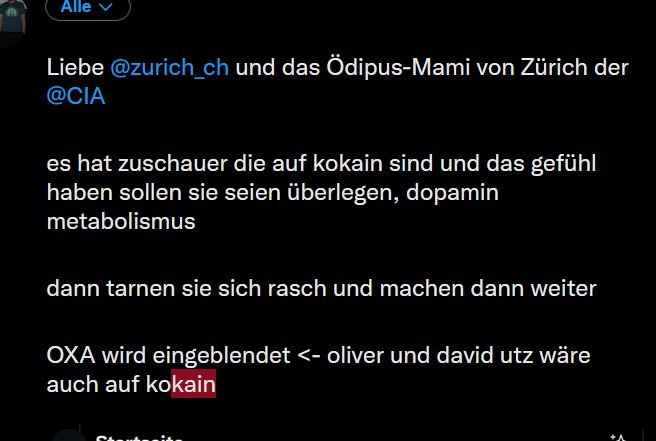 Alle
Liebe @zurich_ch und das Ödipus-Mami von Zürich der
@CIA
es hat zuschauer die auf kokain sind und das gefühl
haben sollen sie seien überlegen, dopamin
metabolismus
dann tarnen sie sich rasch und machen dann weiter
OXA wird eingeblendet <- oliver und david utz wäre
auch auf kokain
Startseite